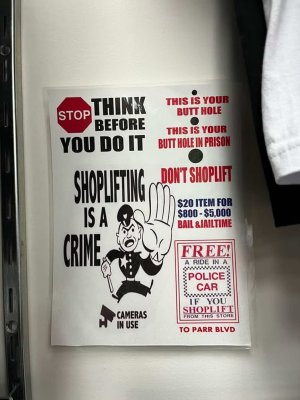 STOP
THINK
BEFORE
YOU DO IT
SHOPLIFTING
IS A
CRIME
CAMERAS
IN USE
THIS IS YOUR
BUTT HOLE
THIS IS YOUR
BUTT HOLE IN PRISON
DON'T SHOPLIFT
$20 ITEM FOR
$800 - $5,000
BAIL &JAILTIME
FREE!
A RIDE IN A
POLICE
CAR
IF YOU
SHOPLIFT
FROM THIS STORE
TO PARR BLVD